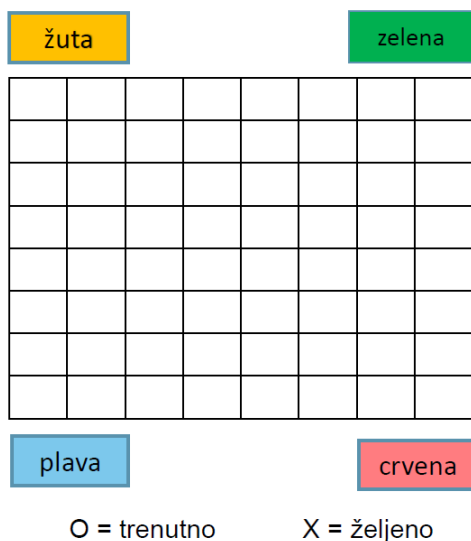 žuta
zelena
plava
crvena
O = trenutno X = željeno